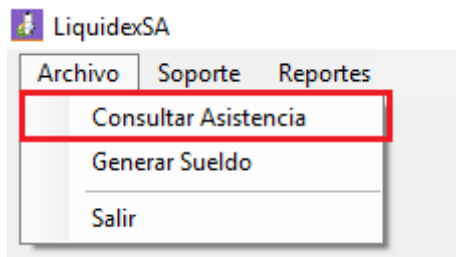 LiquidexSA
Archivo Soporte Reportes
Consultar Asistencia
Generar Sueldo
Salir